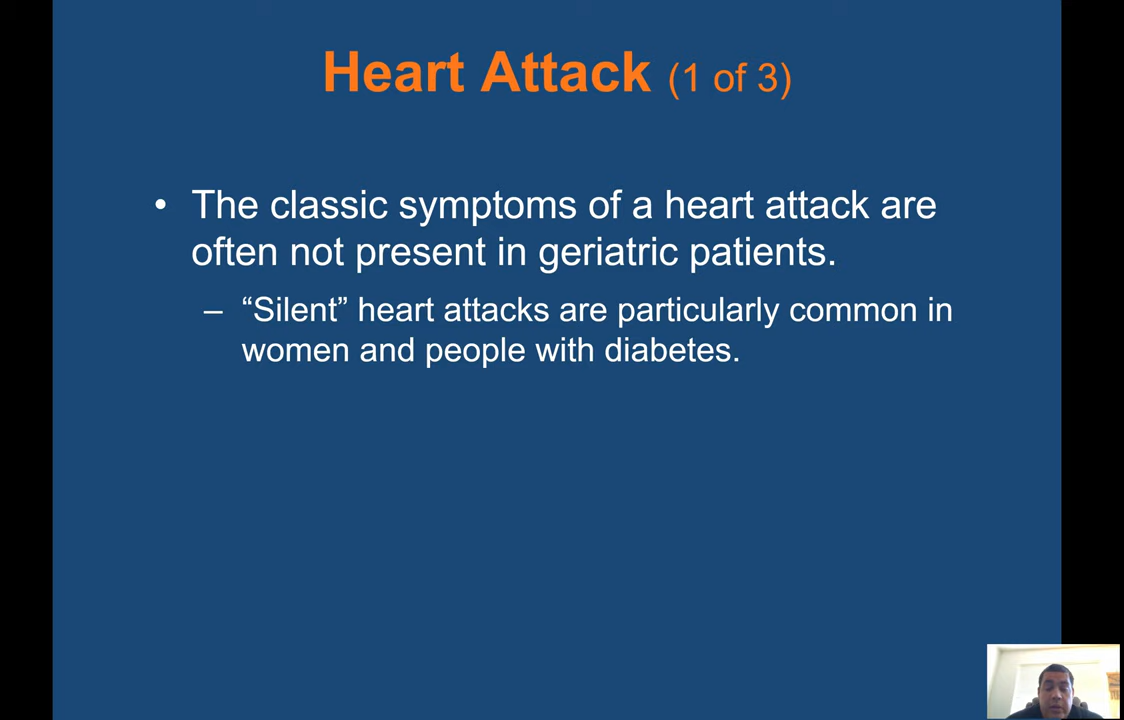 Heart Attack (1 of 3)
• The classic symptoms of a heart attack are
often not present in geriatric patients.
– “Silent” heart attacks are particularly common in
women and people with diabetes.